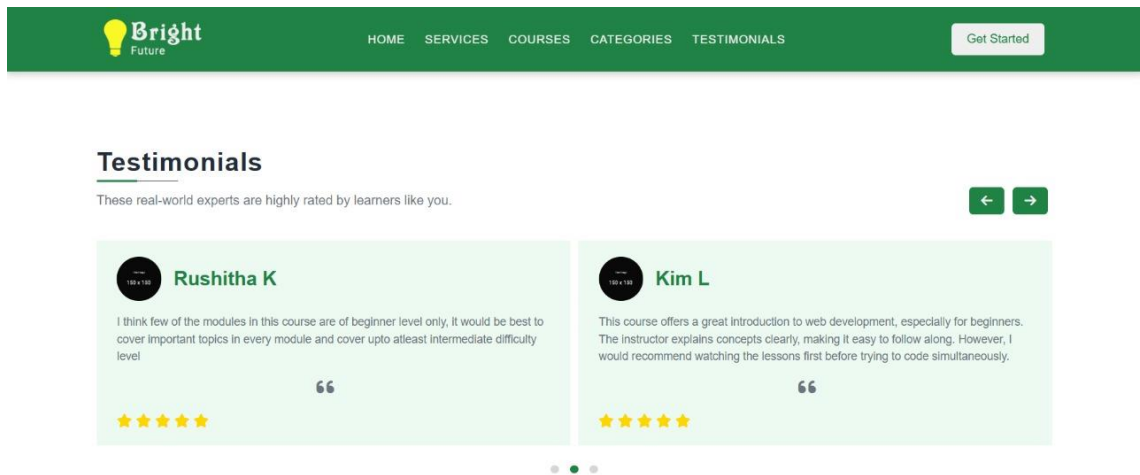 Bright
Future
HOME SERVICES COURSES CATEGORIES TESTIMONIALS
Get Started
Testimonials
These real-world experts are highly rated by learners like you.
Rushitha K
I think few of the modules in this course are of beginner level only, it would be best to
cover important topics in every module and cover upto atleast intermediate difficulty
level
Kim L
This course offers a great introduction to web development, especially for beginners.
The instructor explains concepts clearly, making it easy to follow along. However, I
would recommend watching the lessons first before trying to code simultaneously.